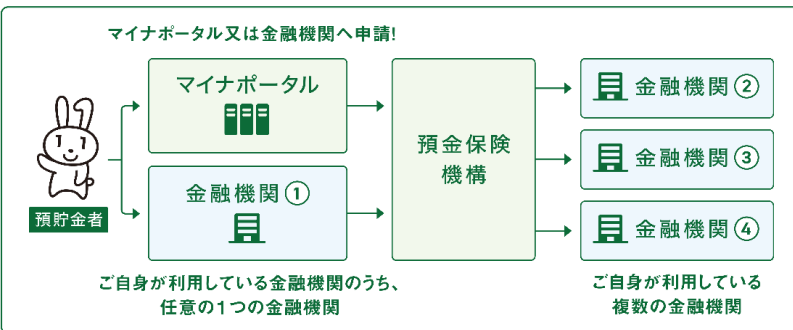 マイナポータル又は金融機関へ申請!
マイナポータル
金融機関①
預貯金者
ご自身が利用している金融機関のうち、
任意の1つの金融機関
預金保険
機構
金融機関②
金融機関③
金融機関④
ご自身が利用している
複数の金融機関